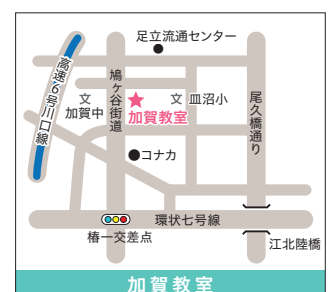 足立流通センター
高速6号川口線
鳩ヶ谷街道
文
加賀中
加賀教室
文 皿沼小
尾久橋通り
コナカ
環状七号線
椿一交差点
江北陸橋
加賀教室